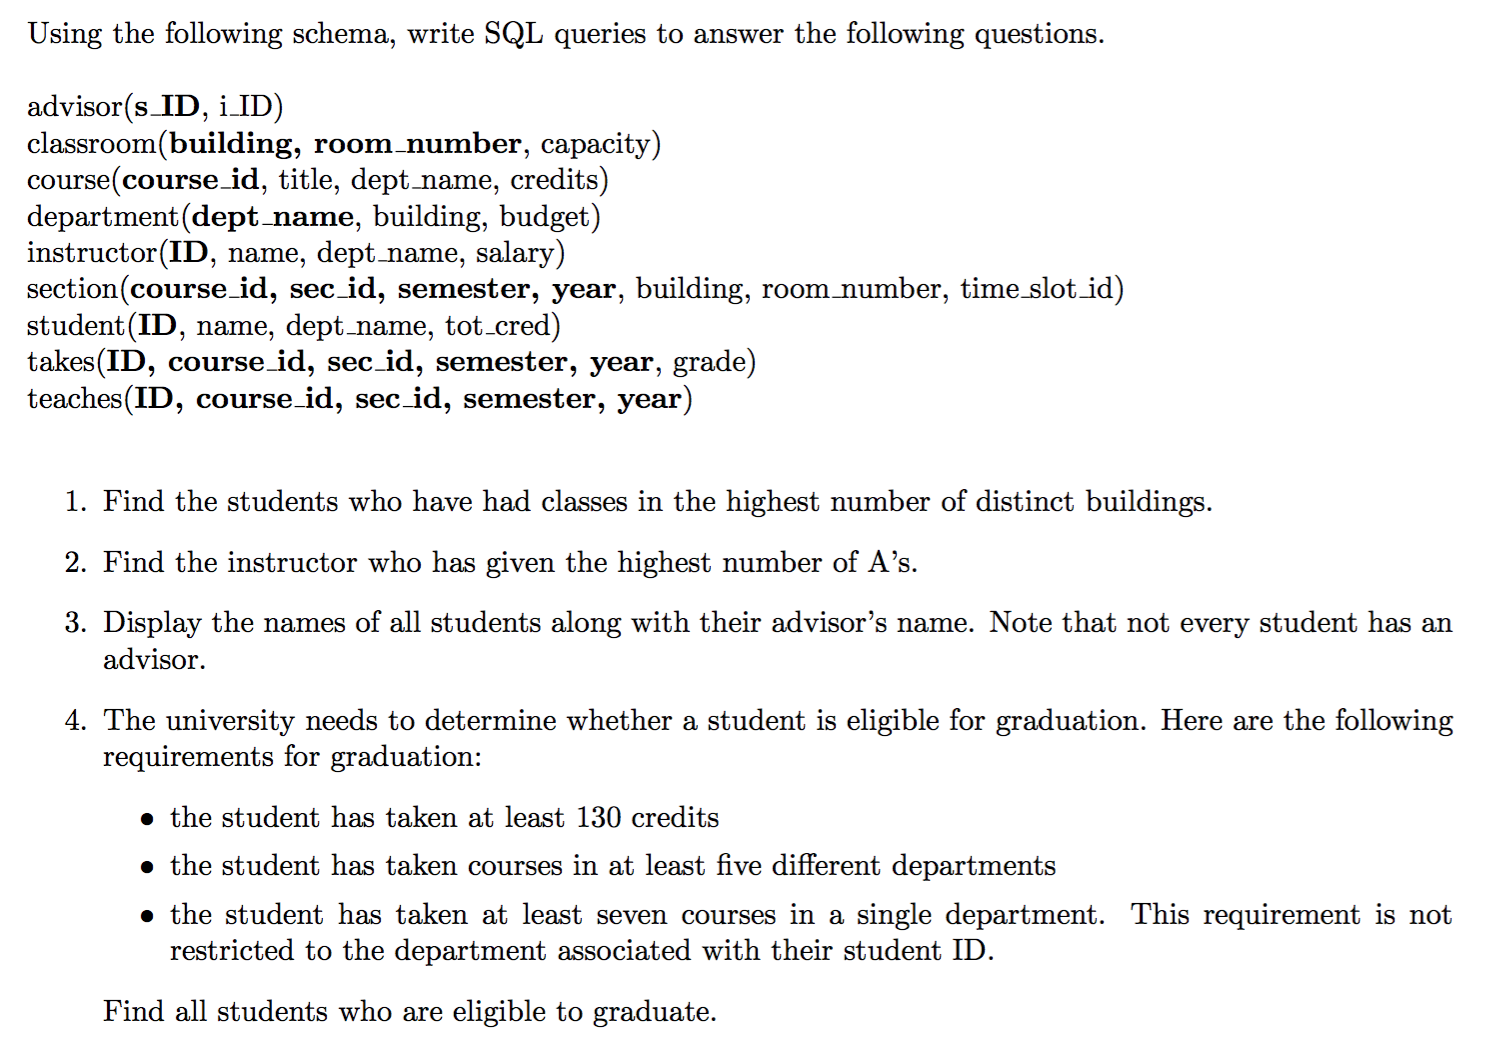 Using the following schema, write SQL queries to answer the following questions.
advisor(s_ID, i_ID)
classroom(building, room_number, capacity)
course(course_id, title, dept_name, credits)
department(dept_name, building, budget)
instructor(ID, name, dept_name, salary)
section(course_id, sec_id, semester, year, building, room_number, time_slot_id)
student(ID, name, dept_name, tot_cred)
takes(ID, course_id, sec_id, semester, year, grade)
teaches(ID, course_id, sec_id, semester, year)
1. Find the students who have had classes in the highest number of distinct buildings.
2. Find the instructor who has given the highest number of A's.
3. Display the names of all students along with their advisor's name. Note that not every student has an
advisor.
4. The university needs to determine whether a student is eligible for graduation. Here are the following
requirements for graduation:
• the student has taken at least 130 credits
• the student has taken courses in at least five different departments
• the student has taken at least seven courses in a single department. This requirement is not
restricted to the department associated with their student ID.
Find all students who are eligible to graduate.